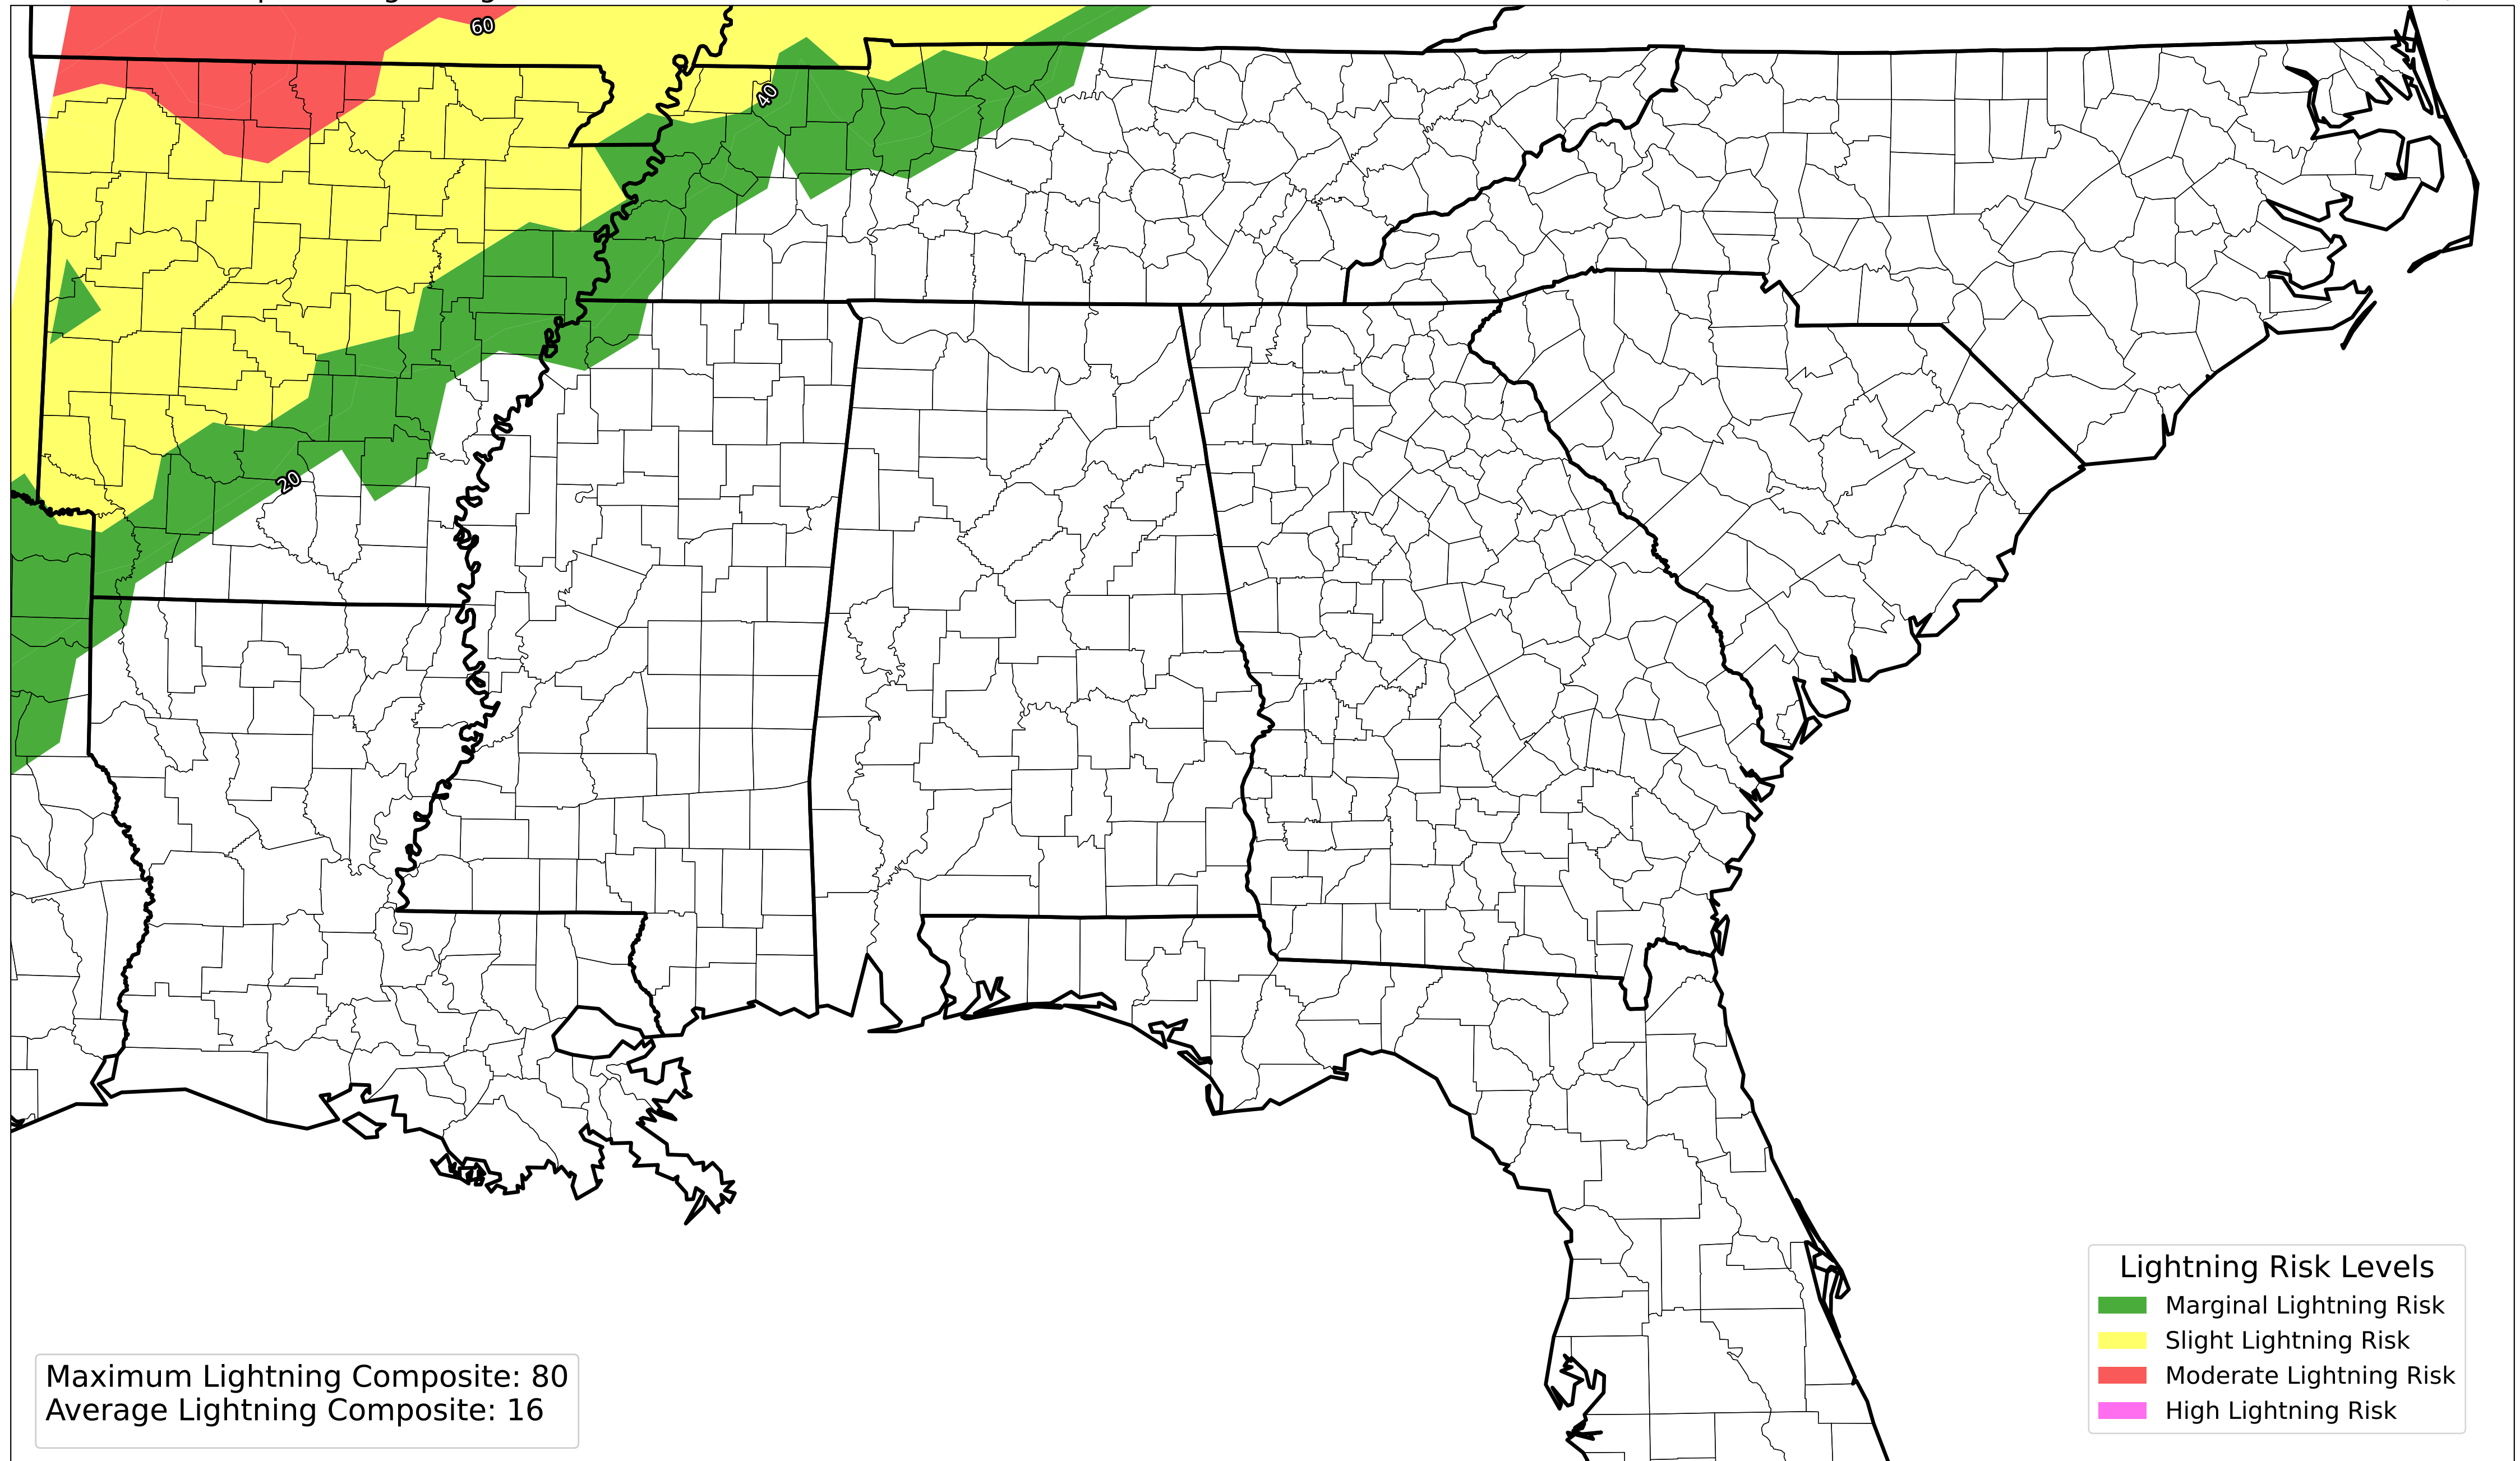 60
40
20
Lightning Risk Levels
Marginal Lightning Risk
Slight Lightning Risk
Moderate Lightning Risk
High Lightning Risk
Maximum Lightning Composite: 80
Average Lightning Composite: 16